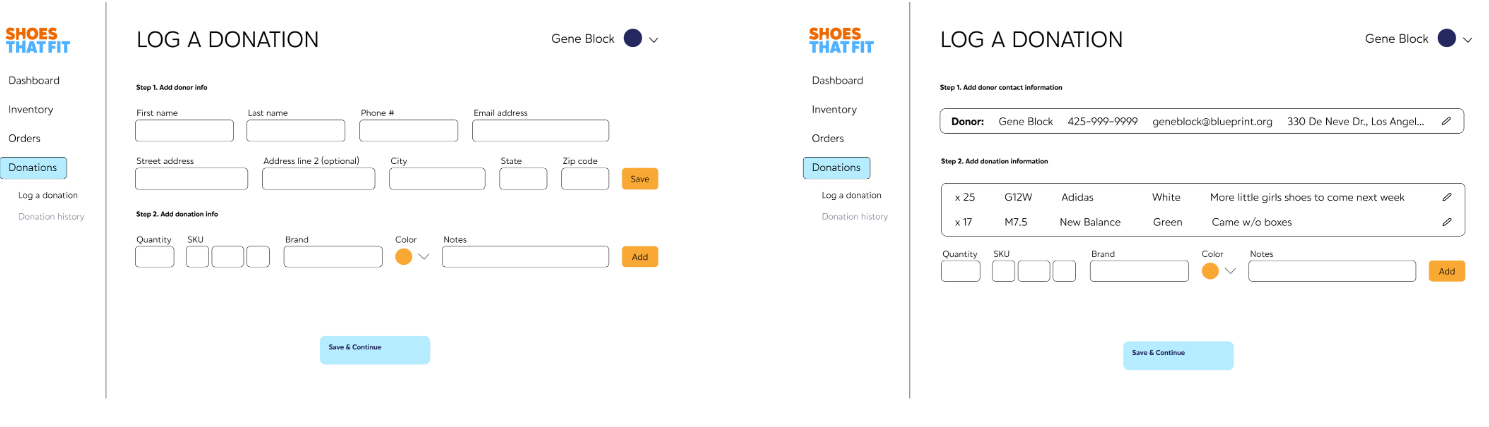 SHOES
THAT FIT
LOG A DONATION
Gene Block
Dashboard
Inventory
Orders
Donations
Log a donation
Donation history
Step 1. Add donor info
First name Last name Phone # Email address
Street address Address line 2 (optional) City State Zip code
Save
Step 2. Add donation info
Quantity SKU Brand Color Notes
Add
Save & Continue
SHOES
THAT FIT
LOG A DONATION
Gene Block
Dashboard
Inventory
Orders
Donations
Log a donation
Donation history
Step 1. Add donor contact information
Donor: Gene Block 425-999-9999 geneblock@blueprint.org 330 De Neve Dr., Los Angel...
Step 2. Add donation information
x 25 G12W Adidas White More little girls shoes to come next week
x 17 M7.5 New Balance Green Came w/o boxes
Quantity SKU Brand Color Notes
Add
Save & Continue